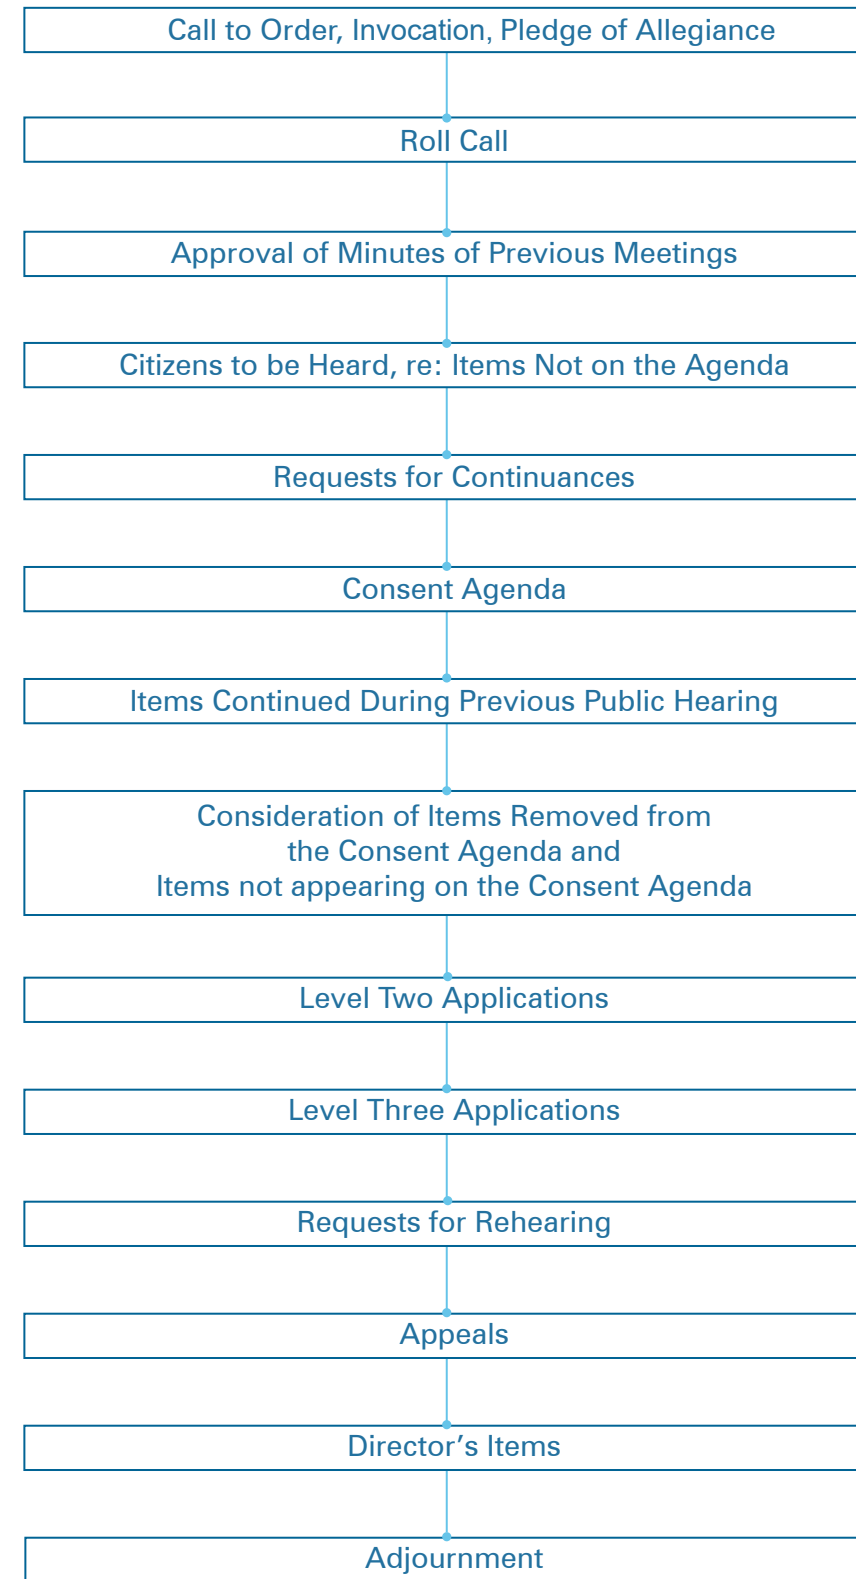 Call to Order, Invocation, Pledge of Allegiance
Roll Call
Approval of Minutes of Previous Meetings
Citizens to be Heard, re: Items Not on the Agenda
Requests for Continuances
Consent Agenda
Items Continued During Previous Public Hearing
Consideration of Items Removed from
the Consent Agenda and
Items not appearing on the Consent Agenda
Level Two Applications
Level Three Applications
Requests for Rehearing
Appeals
Director’s Items
Adjournment